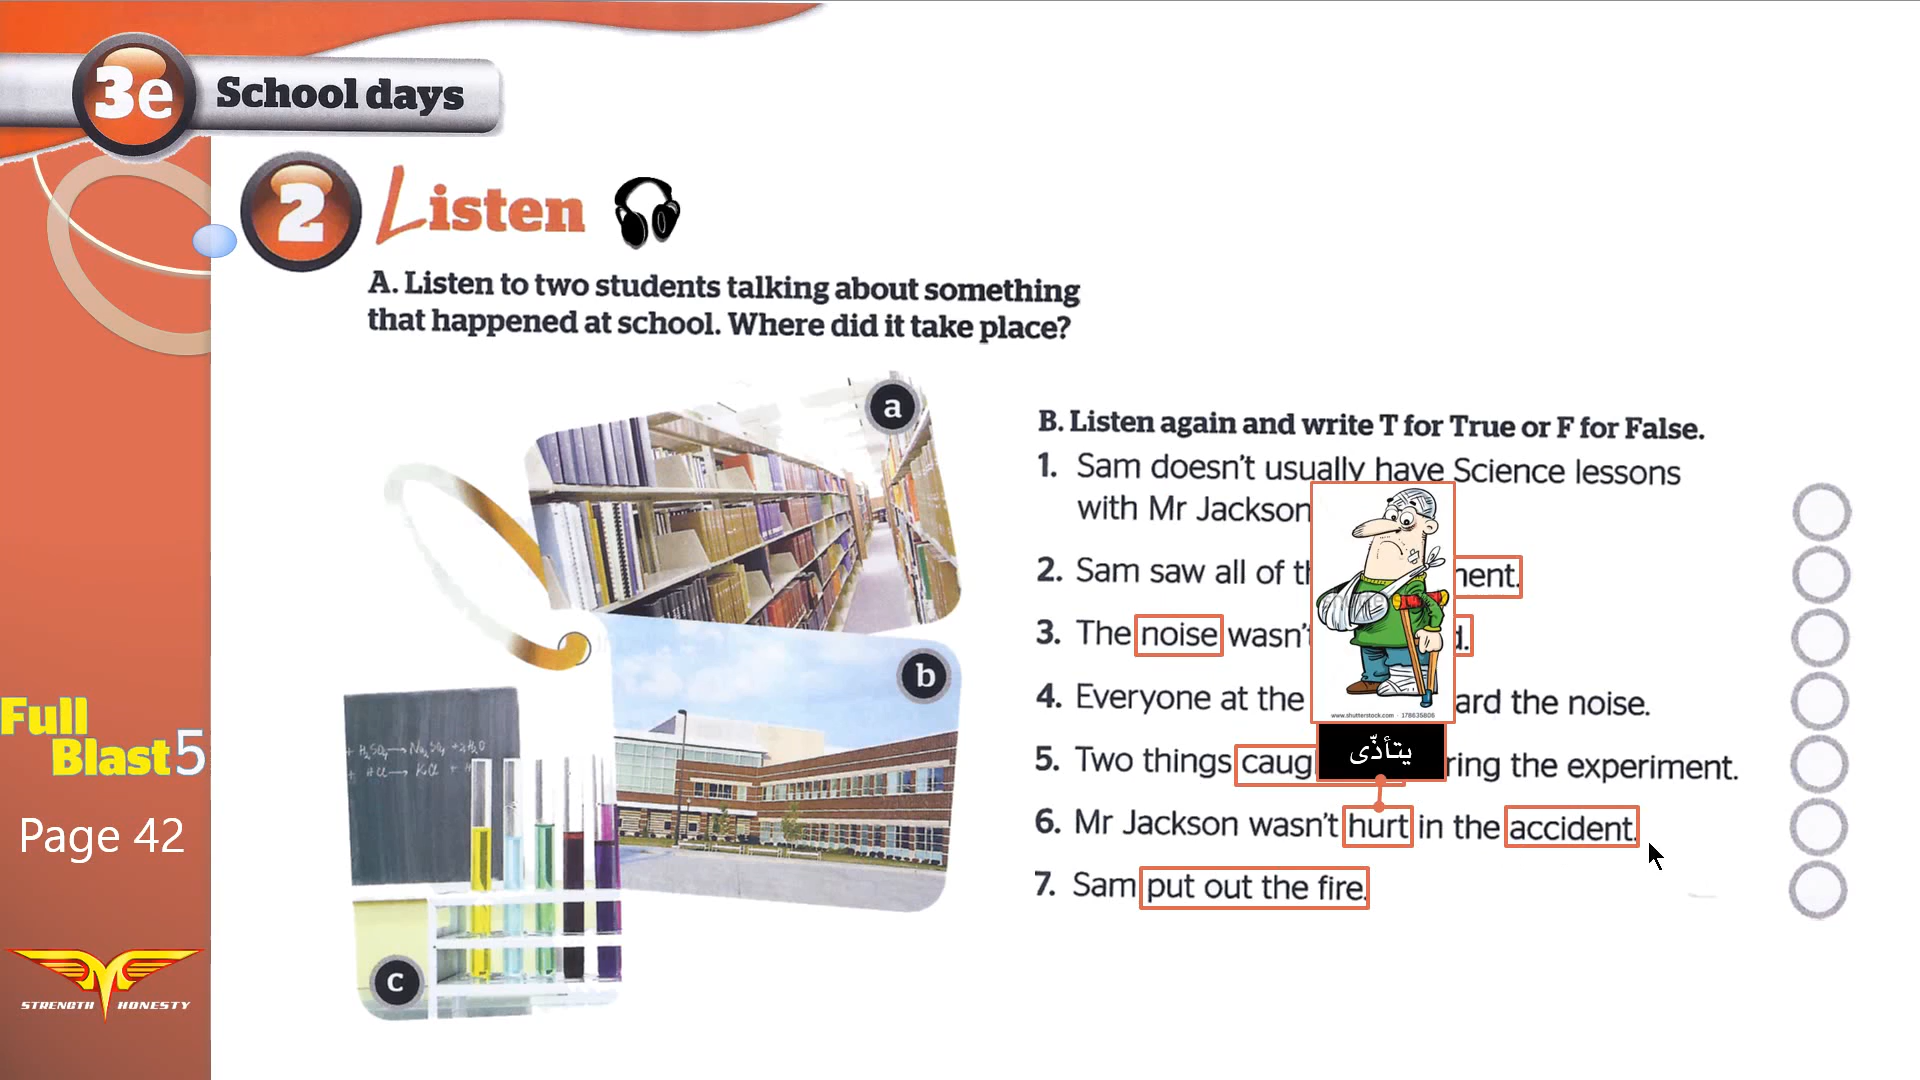 3e School days
2 Listen
A. Listen to two students talking about something
that happened at school. Where did it take place?
a
b
c
B. Listen again and write T for True or F for False.
1. Sam doesn't usually have Science lessons
with Mr Jackson
2. Sam saw all of th ment.
3. The noise wasn't d.
4. Everyone at the ard the noise.
5. Two things caug ring the experiment.
6. Mr Jackson wasn't hurt in the accident.
7. Sam put out the fire.
www.shutterstock.com · 178635606
يتأذّى
Full
Blast 5
Page 42
STRENGTH HONESTY